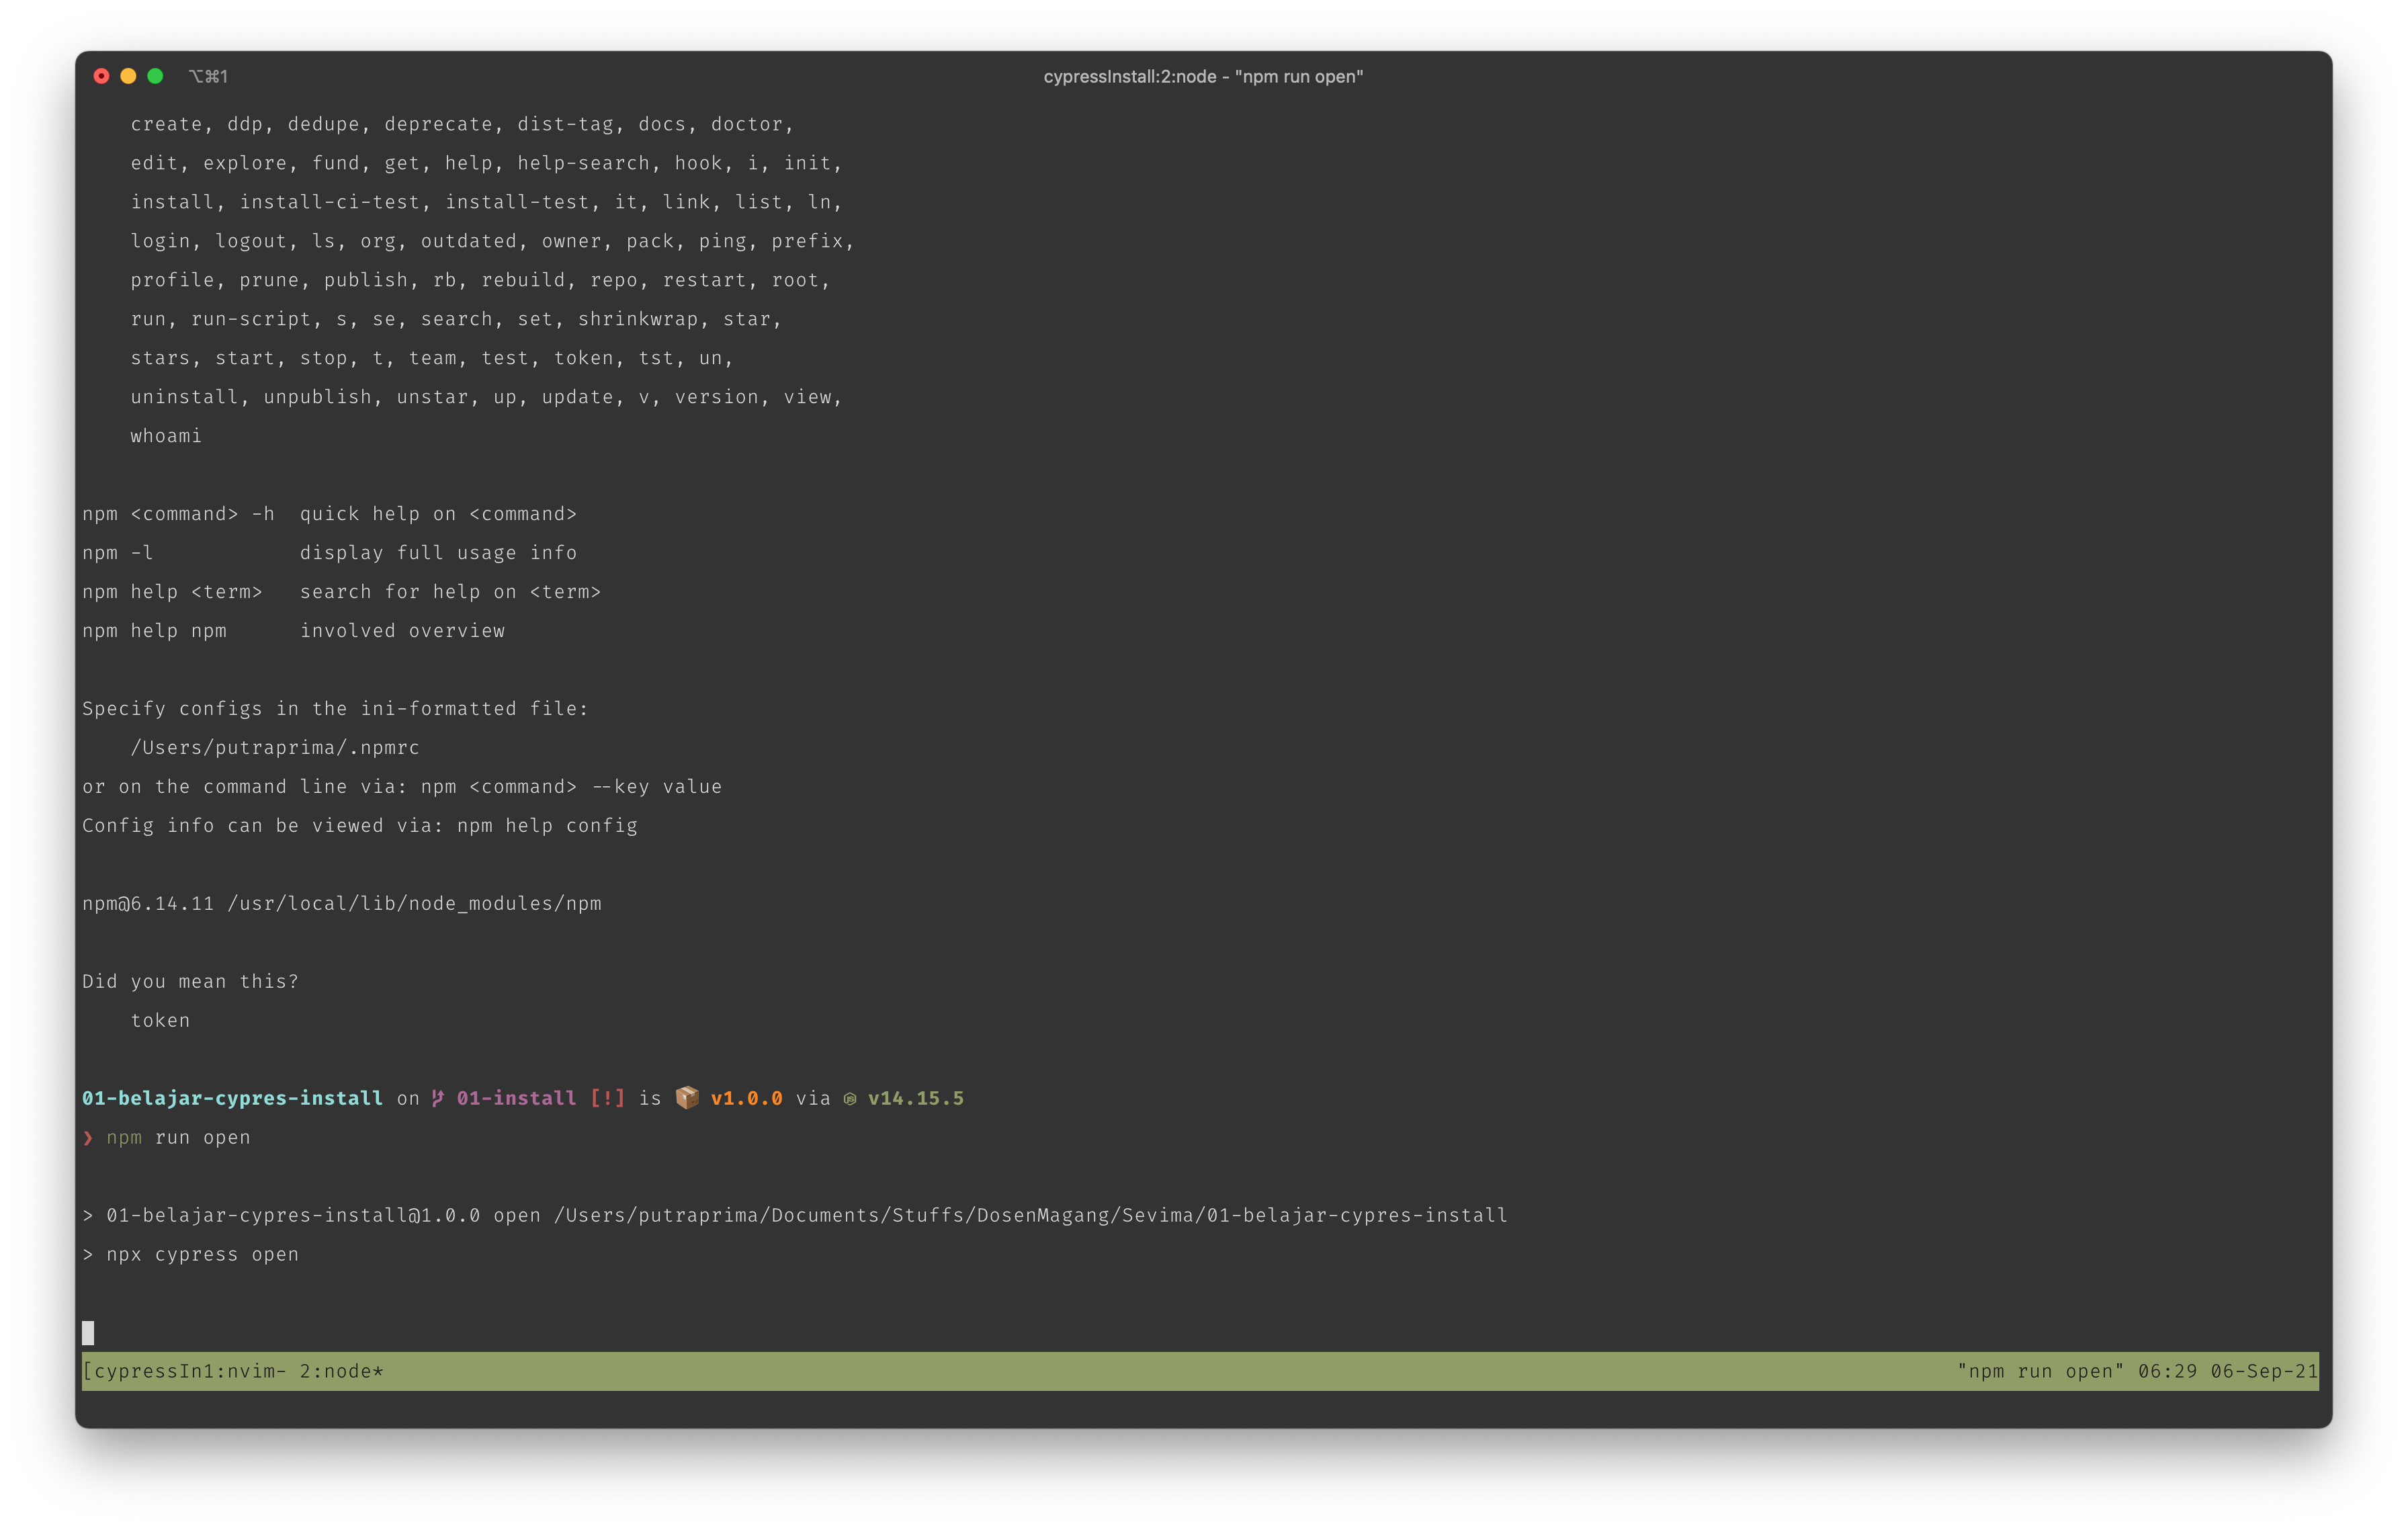 ⌥⌘1 cypressInstall:2:node - "npm run open"
create, ddp, dedupe, deprecate, dist-tag, docs, doctor,
edit, explore, fund, get, help, help-search, hook, i, init,
install, install-ci-test, install-test, it, link, list, ln,
login, logout, ls, org, outdated, owner, pack, ping, prefix,
profile, prune, publish, rb, rebuild, repo, restart, root,
run, run-script, s, se, search, set, shrinkwrap, star,
stars, start, stop, t, team, test, token, tst, un,
uninstall, unpublish, unstar, up, update, v, version, view,
whoami
npm <command> -h  quick help on <command>
npm -l            display full usage info
npm help <term>   search for help on <term>
npm help npm      involved overview
Specify configs in the ini-formatted file:
/Users/putraprima/.npmrc
or on the command line via: npm <command> --key value
Config info can be viewed via: npm help config
npm@6.14.11 /usr/local/lib/node_modules/npm
Did you mean this?
token
01-belajar-cypres-install on 01-install [!] is 📦 v1.0.0 via v14.15.5
❯ npm run open
> 01-belajar-cypres-install@1.0.0 open /Users/putraprima/Documents/Stuffs/DosenMagang/Sevima/01-belajar-cypres-install
> npx cypress open
[cypressIn1:nvim- 2:node* "npm run open" 06:29 06-Sep-21